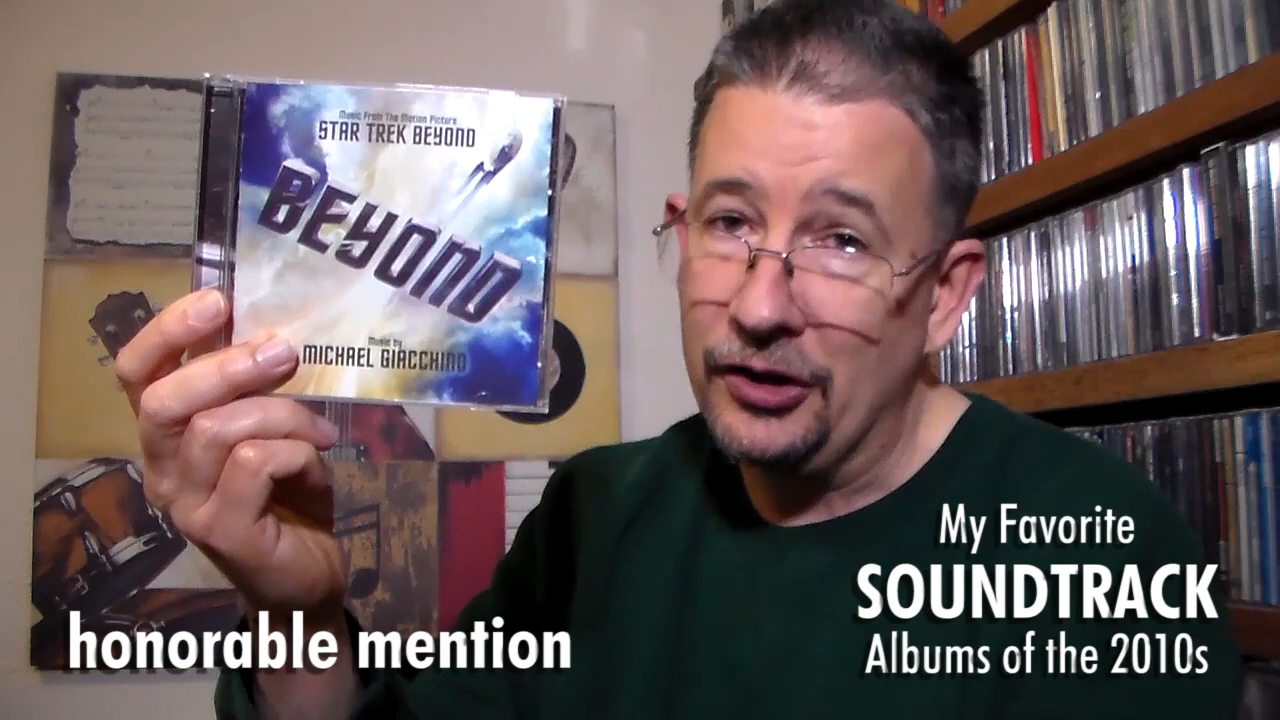 Music From The Motion Picture
STAR TREK BEYOND
BEYOND
Music by
MICHAEL GIACCHINO
honorable mention
My Favorite
SOUNDTRACK
Albums of the 2010s